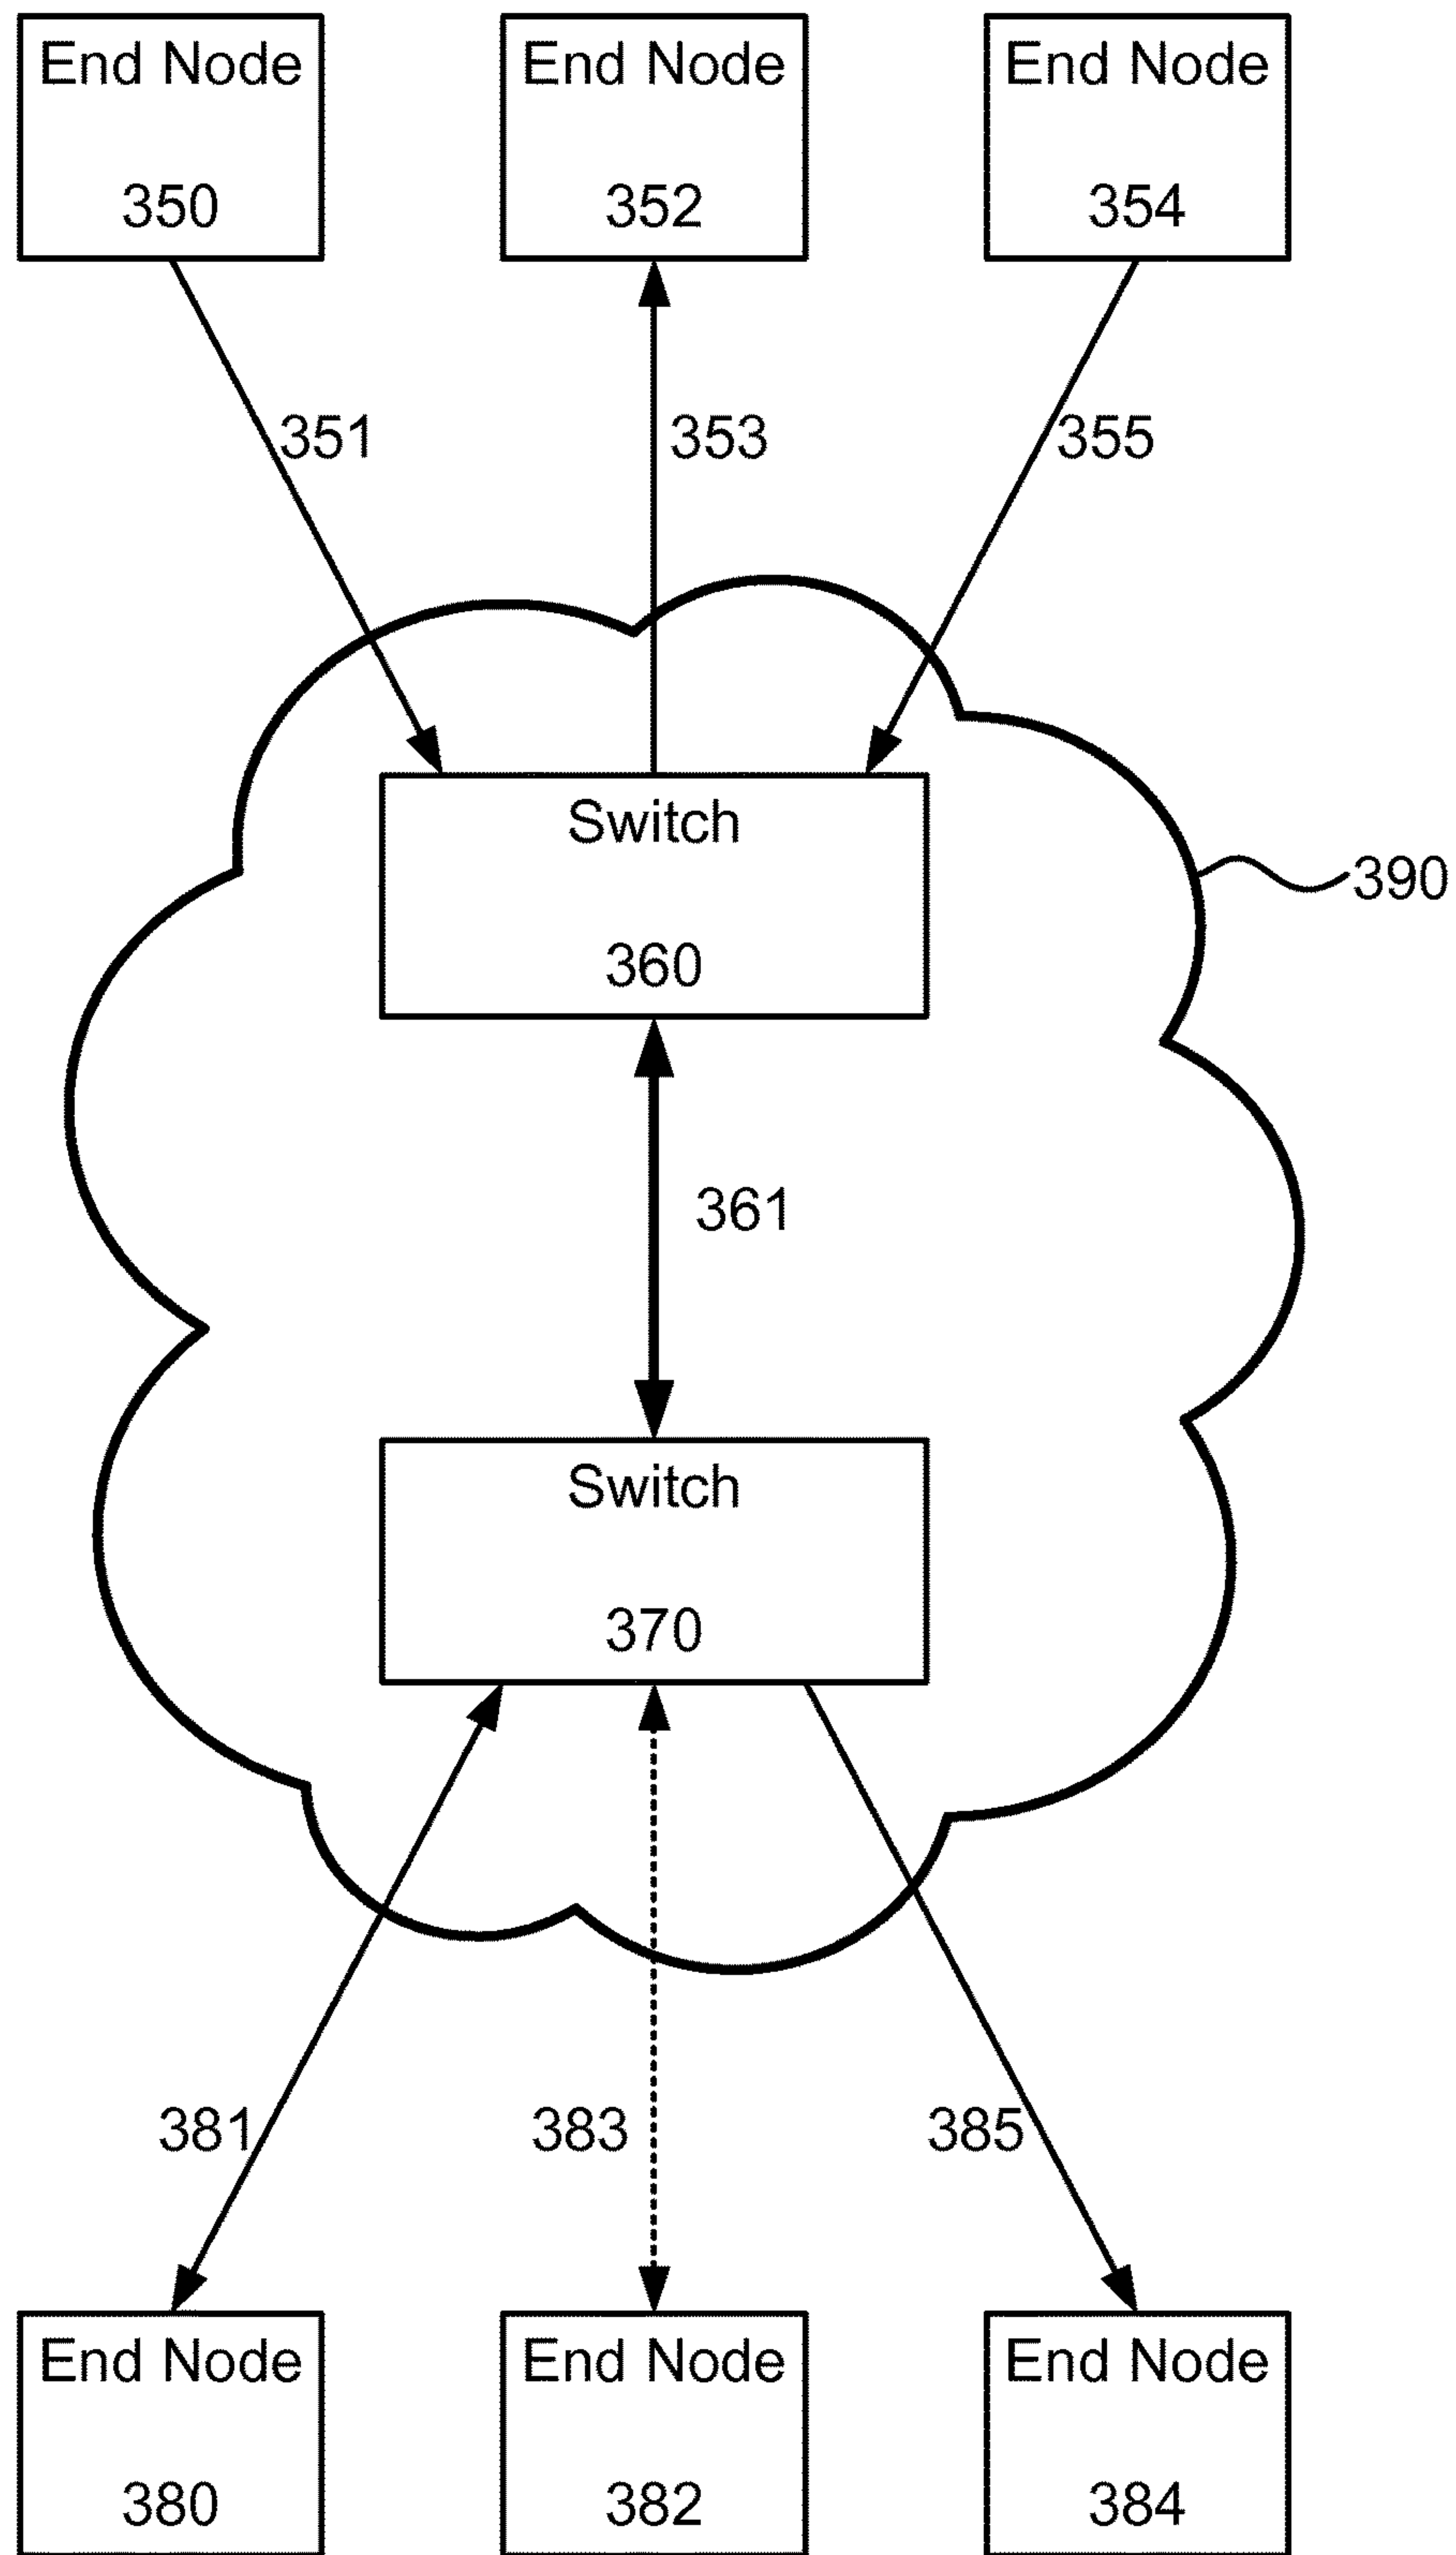 End Node
350
End Node
352
End Node
354
351
353
355
Switch
360
390
361
Switch
370
381
383
385
End Node
380
End Node
382
End Node
384